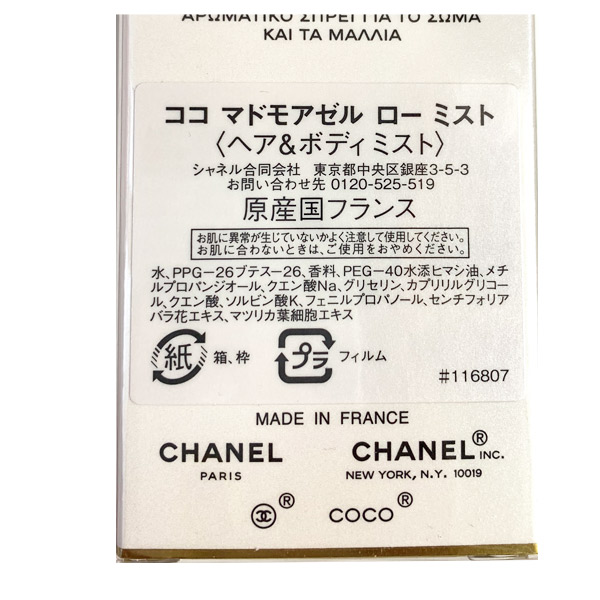 ΑΡΩΜΑΤΙΚΟ ΣΠΡΕΪ ΓΙΑ ΤΟ ΣΩΜΑ
ΚΑΙ ΤΑ ΜΑΛΛΙΑ
ココ マドモアゼル ロー ミスト
〈ヘア&ボディ ミスト〉
シャネル合同会社 東京都中央区銀座3-5-3
お問い合わせ先 0120-525-519
原産国フランス
お肌に異常が生じていないかよく注意して使用してください。
お肌に合わないときは、ご使用をおやめください。
水、PPG-26ブテス-26、香料、PEG-40水添ヒマシ油、メチ
ルプロパンジオール、クエン酸Na、グリセリン、カプリリルグリコー
ル、クエン酸、ソルビン酸K、フェニルプロパノール、センチフォリア
バラ花エキス、マツリカ葉細胞エキス
紙 箱、枠 プラ フィルム
#116807
MADE IN FRANCE
CHANEL CHANEL® INC.
PARIS NEW YORK, N.Y. 10019
® COCO®